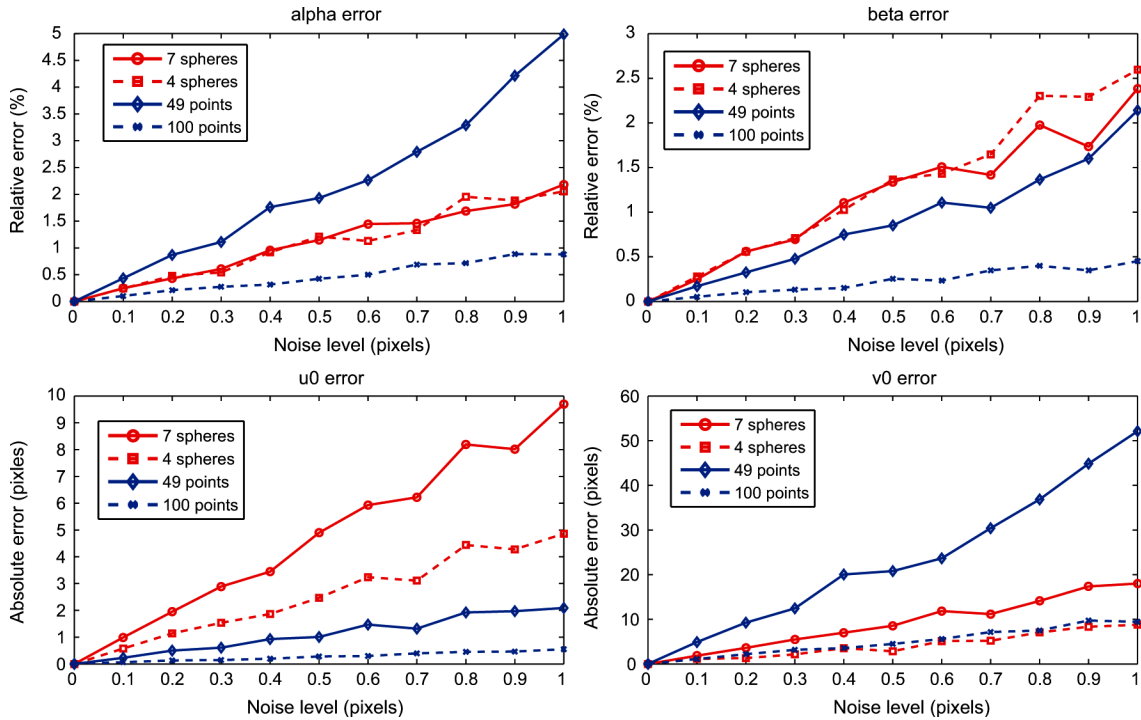 alpha error
5
4.5
4
3.5
3
2.5
2
1.5
1
0.5
0
7 spheres
4 spheres
49 points
100 points
Relative error (%)
0 0.1 0.2 0.3 0.4 0.5 0.6 0.7 0.8 0.9 1
Noise level (pixels)
beta error
3
2.5
2
1.5
1
0.5
0
7 spheres
4 spheres
49 points
100 points
Relative error (%)
0 0.1 0.2 0.3 0.4 0.5 0.6 0.7 0.8 0.9 1
Noise level (pixels)
u0 error
10
9
8
7
6
5
4
3
2
1
0
7 spheres
4 spheres
49 points
100 points
Absolute error (pixles)
0 0.1 0.2 0.3 0.4 0.5 0.6 0.7 0.8 0.9 1
Noise level (pixels)
v0 error
60
50
40
30
20
10
0
7 spheres
4 spheres
49 points
100 points
Absolute error (pixels)
0 0.1 0.2 0.3 0.4 0.5 0.6 0.7 0.8 0.9 1
Noise level (pixels)